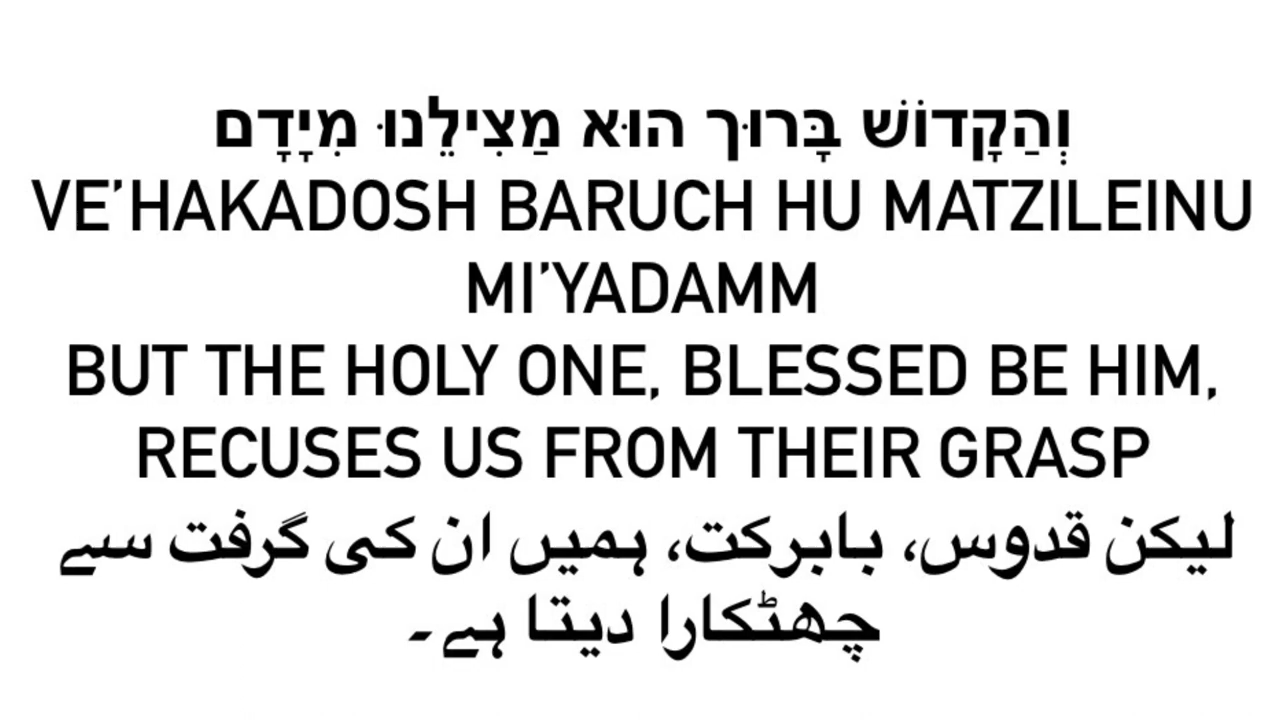 וְהַקָדוֹשׁ בָּרוּך הוּא מַצִילֵנוּ מִיָדָם
VE’HAKADOSH BARUCH HU MATZILEINU
MI’YADAMM
BUT THE HOLY ONE, BLESSED BE HIM,
RECUSES US FROM THEIR GRASP
لیکن قدوس، بابرکت، ہمیں ان کی گرفت سے
چھٹکارا دیتا ہے۔